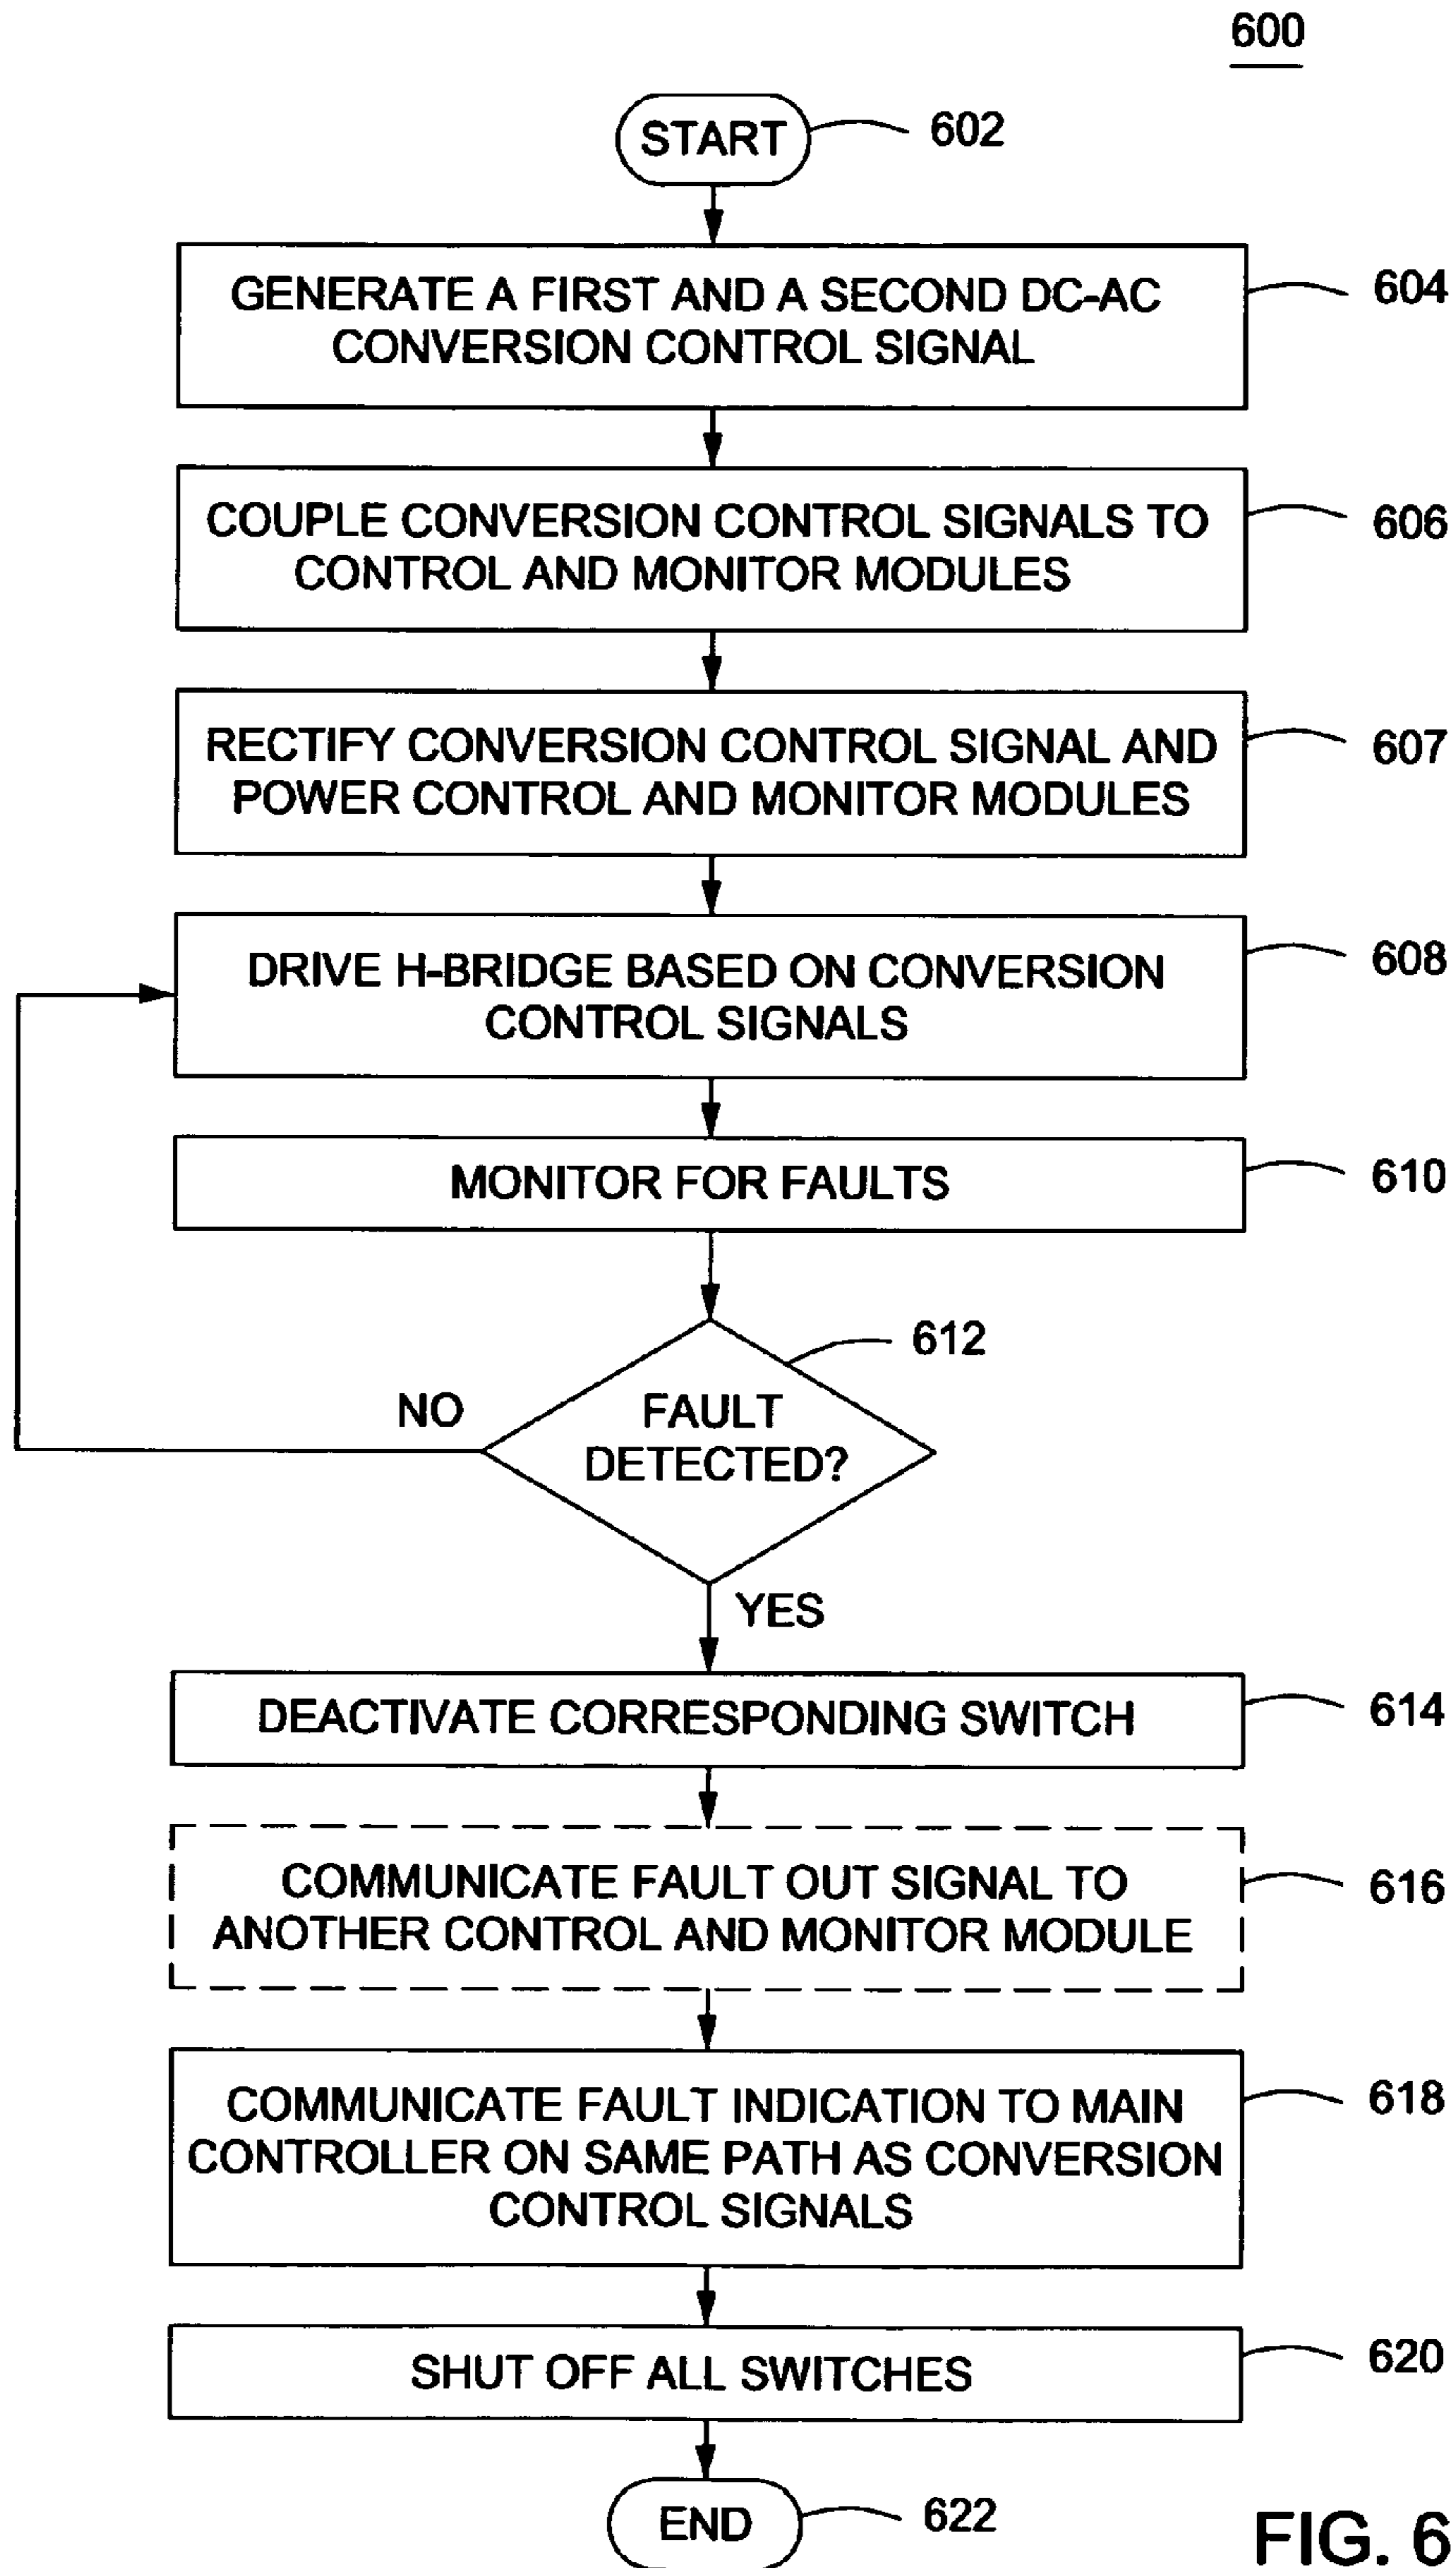 600
START
602
GENERATE A FIRST AND A SECOND DC-AC
CONVERSION CONTROL SIGNAL
604
COUPLE CONVERSION CONTROL SIGNALS TO
CONTROL AND MONITOR MODULES
606
RECTIFY CONVERSION CONTROL SIGNAL AND
POWER CONTROL AND MONITOR MODULES
607
DRIVE H-BRIDGE BASED ON CONVERSION
CONTROL SIGNALS
608
MONITOR FOR FAULTS
610
612
NO
FAULT
DETECTED?
YES
DEACTIVATE CORRESPONDING SWITCH
614
COMMUNICATE FAULT OUT SIGNAL TO
ANOTHER CONTROL AND MONITOR MODULE
616
COMMUNICATE FAULT INDICATION TO MAIN
CONTROLLER ON SAME PATH AS CONVERSION
CONTROL SIGNALS
618
SHUT OFF ALL SWITCHES
620
END
622
FIG. 6